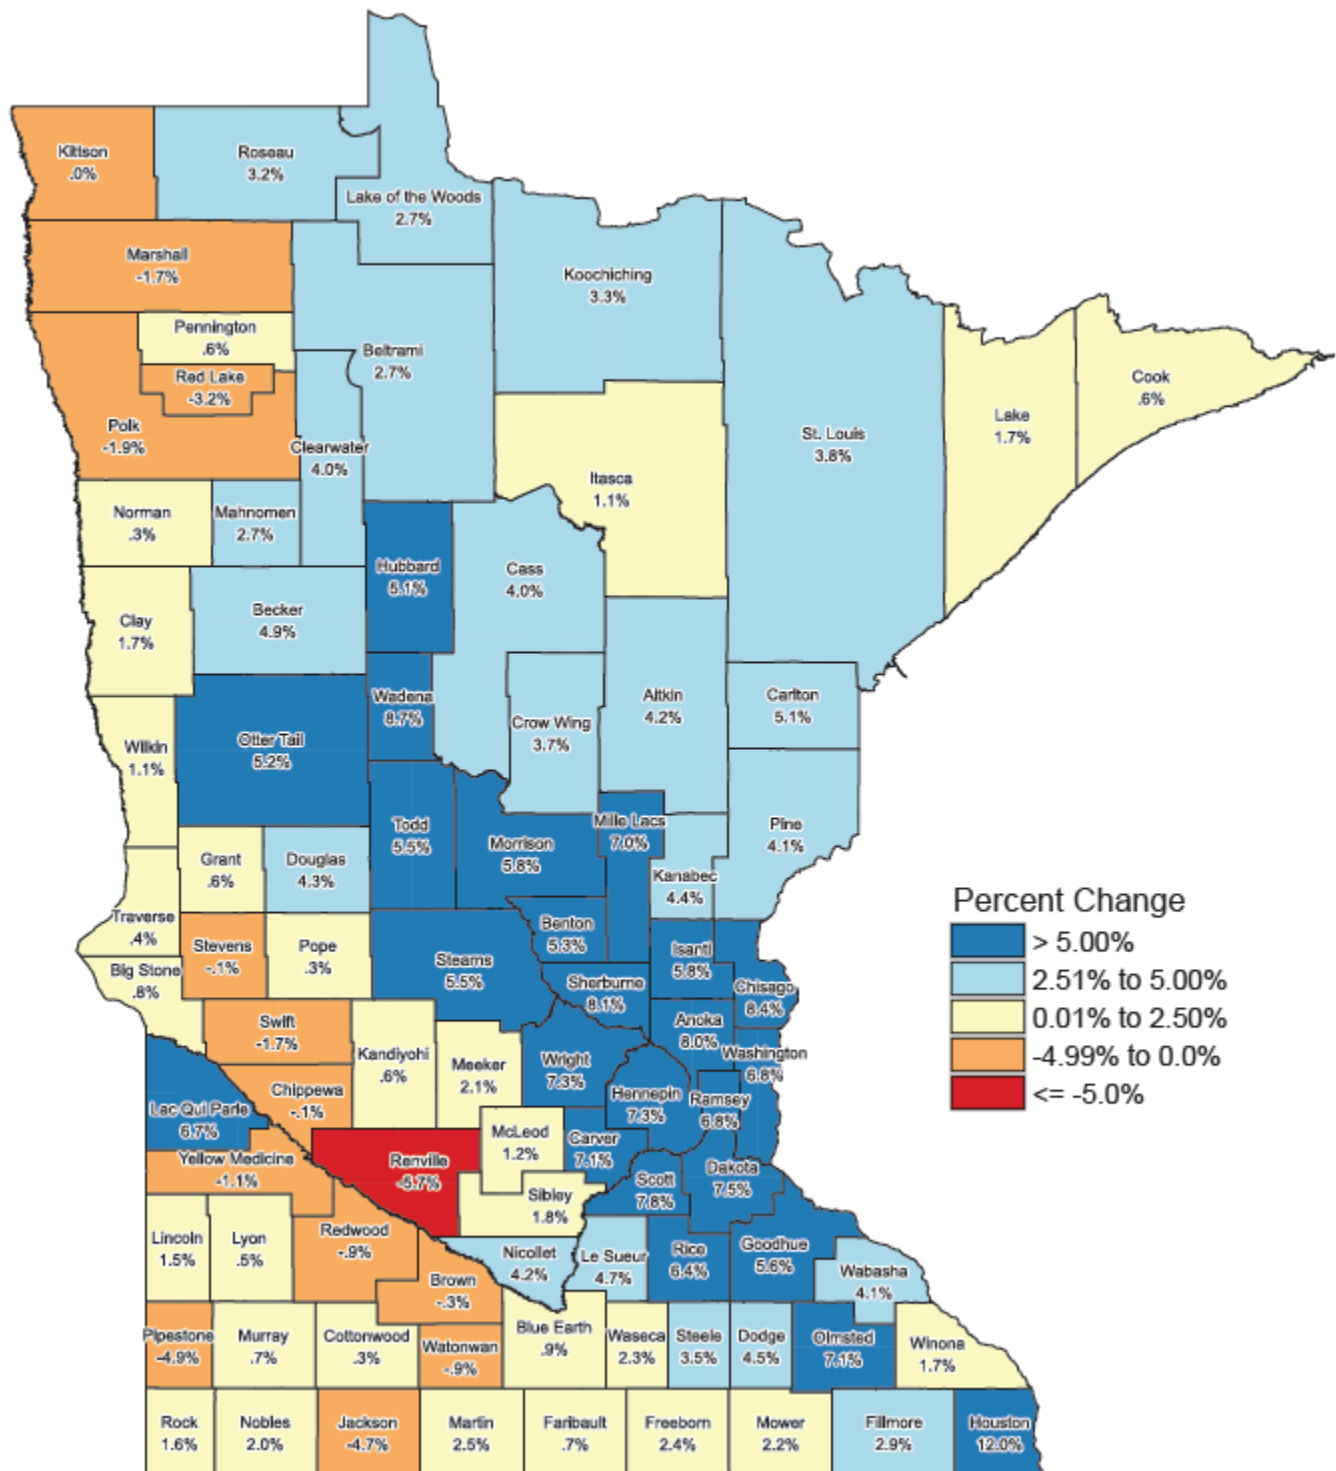 Kittson
.0%
Roseau
3.2%
Lake of the Woods
2.7%
Marshall
-1.7%
Koochiching
3.3%
Pennington
.6%
Beltrami
2.7%
Red Lake
-3.2%
Cook
.6%
Polk
-1.9%
Lake
1.7%
Clearwater
4.0%
St. Louis
3.8%
Itasca
1.1%
Norman
.3%
Mahnomen
2.7%
Hubbard
5.1%
Cass
4.0%
Becker
4.9%
Clay
1.7%
Wadena
8.7%
Aitkin
4.2%
Carlton
5.1%
Crow Wing
3.7%
Otter Tail
5.2%
Wilkin
1.1%
Todd
5.5%
Mille Lacs
7.0%
Pine
4.1%
Morrison
5.8%
Grant
.6%
Douglas
4.3%
Kanabec
4.4%
Traverse
.4%
Stevens
-.1%
Pope
.3%
Benton
5.3%
Stearns
5.5%
Isanti
5.8%
Big Stone
.8%
Sherburne
8.1%
Chisago
8.4%
Swift
-1.7%
Anoka
8.0%
Kandiyohi
.6%
Meeker
2.1%
Wright
7.3%
Washington
6.8%
Chippewa
-.1%
Hennepin
7.3%
Ramsey
6.8%
Lac Qui Parle
6.7%
McLeod
1.2%
Carver
7.1%
Yellow Medicine
-1.1%
Renville
-5.7%
Dakota
7.5%
Scott
7.8%
Sibley
1.8%
Lincoln
1.5%
Lyon
.5%
Redwood
-.9%
Nicollet
4.2%
Le Sueur
4.7%
Rice
6.4%
Goodhue
5.6%
Wabasha
4.1%
Brown
-.3%
Pipestone
-4.9%
Murray
.7%
Cottonwood
.3%
Watonwan
-.9%
Blue Earth
.9%
Waseca
2.3%
Steele
3.5%
Dodge
4.5%
Olmsted
7.1%
Winona
1.7%
Rock
1.6%
Nobles
2.0%
Jackson
-4.7%
Martin
2.5%
Faribault
.7%
Freeborn
2.4%
Mower
2.2%
Fillmore
2.9%
Houston
12.0%
Percent Change
> 5.00%
2.51% to 5.00%
0.01% to 2.50%
-4.99% to 0.0%
<= -5.0%